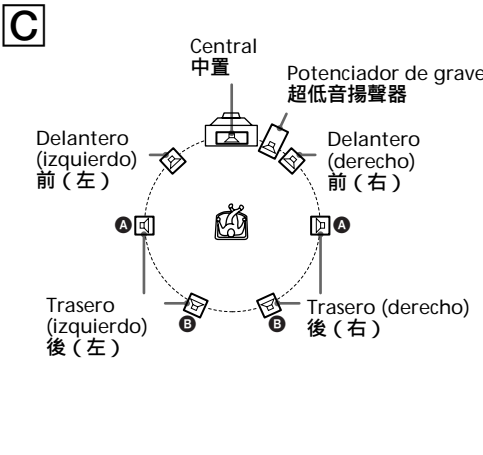 C
Central
中置
Potenciador de grave
超低音揚聲器
Delantero
(izquierdo)
前（左）
Delantero
(derecho)
前（右）
A
A
Trasero
(izquierdo)
後（左）
B
B
Trasero (derecho)
後（右）